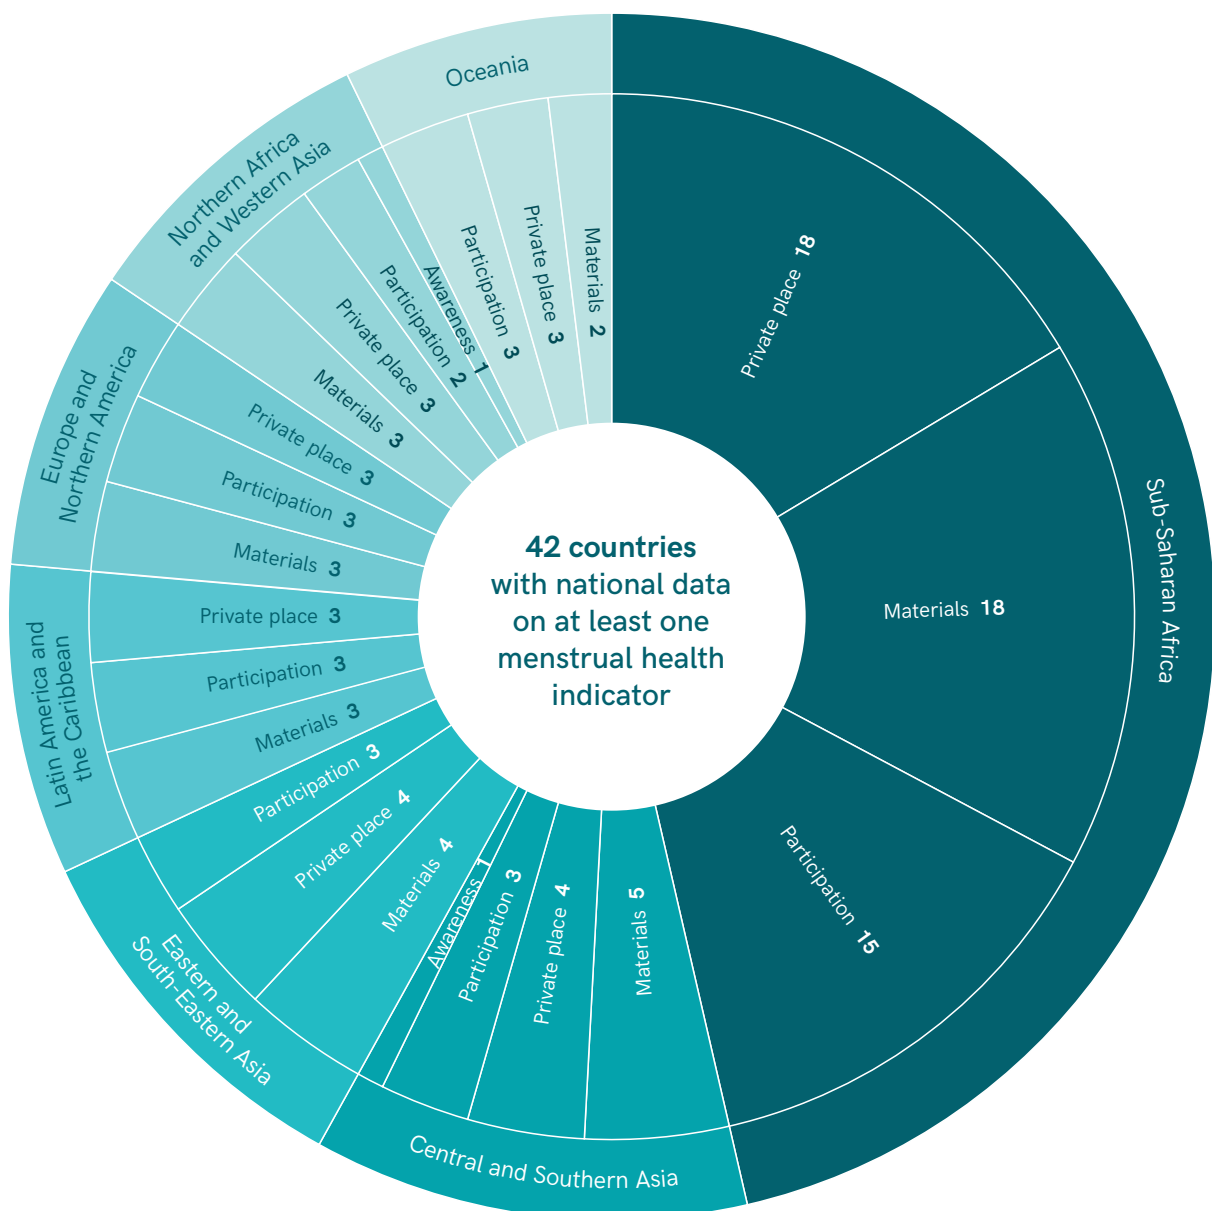 42 countries
with national data
on at least one
menstrual health
indicator
Sub-Saharan Africa
Private place 18
Materials 18
Participation 15
Central and Southern Asia
Materials 5
Private place 4
Participation 3
Awareness 1
Eastern and
South-Eastern Asia
Materials 4
Private place 4
Participation 3
Latin America and
the Caribbean
Materials 3
Participation 3
Private place 3
Europe and
Northern America
Materials 3
Participation 3
Private place 3
Northern Africa
and Western Asia
Materials 3
Private place 3
Participation 2
Awareness 1
Oceania
Participation 3
Private place 3
Materials 2